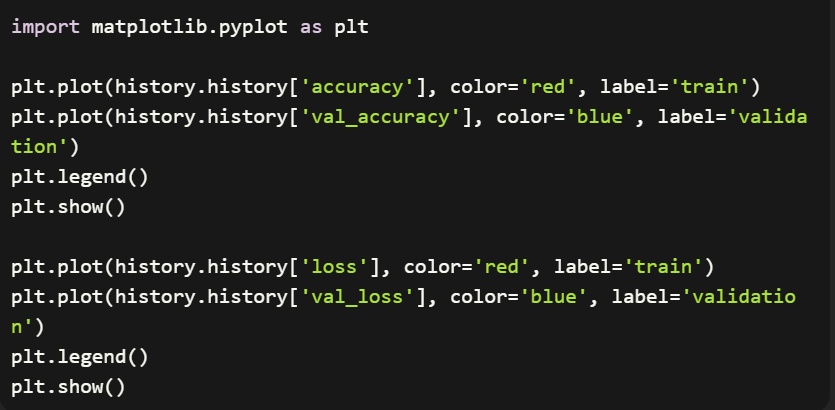 import matplotlib.pyplot as plt
plt.plot(history.history['accuracy'], color='red', label='train')
plt.plot(history.history['val_accuracy'], color='blue', label='valida
tion')
plt.legend()
plt.show()
plt.plot(history.history['loss'], color='red', label='train')
plt.plot(history.history['val_loss'], color='blue', label='validatio
n')
plt.legend()
plt.show()